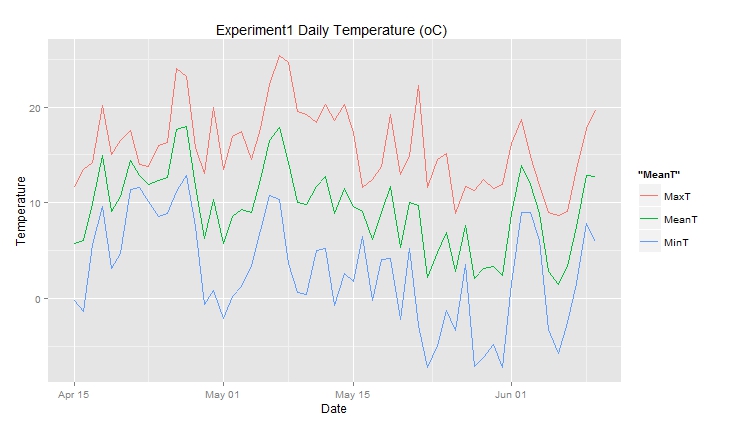 Experiment1 Daily Temperature (oC)
Temperature
20
10
0
Apr 15
May 01
May 15
Jun 01
Date
"MeanT"
MaxT
MeanT
MinT